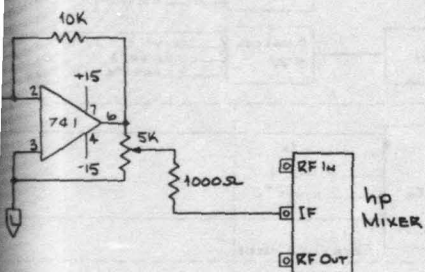 10K
+15
2
7
741
6
3
4
-15
5K
1000Ω
RF IN
IF
RF OUT
hp
MIXER